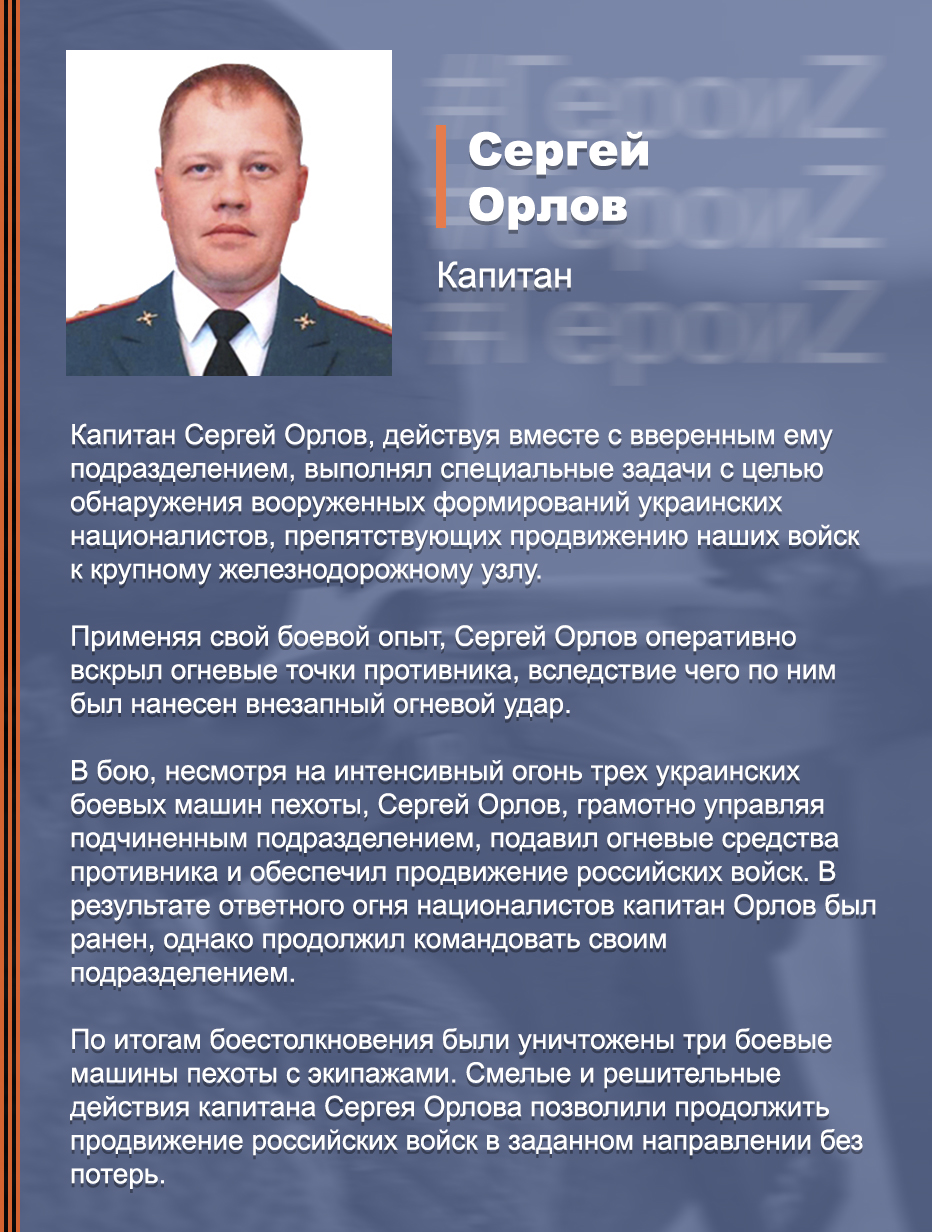 #ГероиZ
Сергей
Орлов
#ГероиZ
Капитан
#ГероиZ
Капитан Сергей Орлов, действуя вместе с вверенным ему
подразделением, выполнял специальные задачи с целью
обнаружения вооруженных формирований украинских
националистов, препятствующих продвижению наших войск
к крупному железнодорожному узлу.
Применяя свой боевой опыт, Сергей Орлов оперативно
вскрыл огневые точки противника, вследствие чего по ним
был нанесен внезапный огневой удар.
В бою, несмотря на интенсивный огонь трех украинских
боевых машин пехоты, Сергей Орлов, грамотно управляя
подчиненным подразделением, подавил огневые средства
противника и обеспечил продвижение российских войск. В
результате ответного огня националистов капитан Орлов был
ранен, однако продолжил командовать своим
подразделением.
По итогам боестолкновения были уничтожены три боевые
машины пехоты с экипажами. Смелые и решительные
действия капитана Сергея Орлова позволили продолжить
продвижение российских войск в заданном направлении без
потерь.